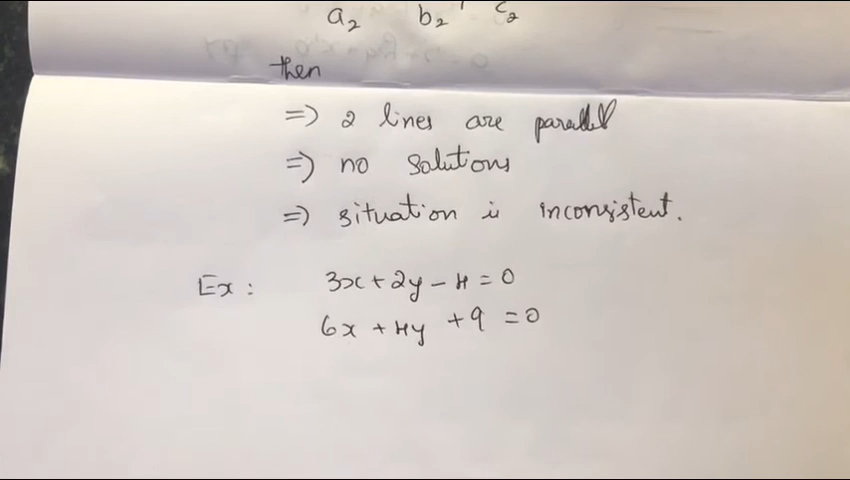 a₂ b₂ c₂
then
=> 2 lines are parallel
=> no solutions
=> situation is inconsistent.
Ex: 3x + 2y - 4 = 0
6x + 4y + 9 = 0